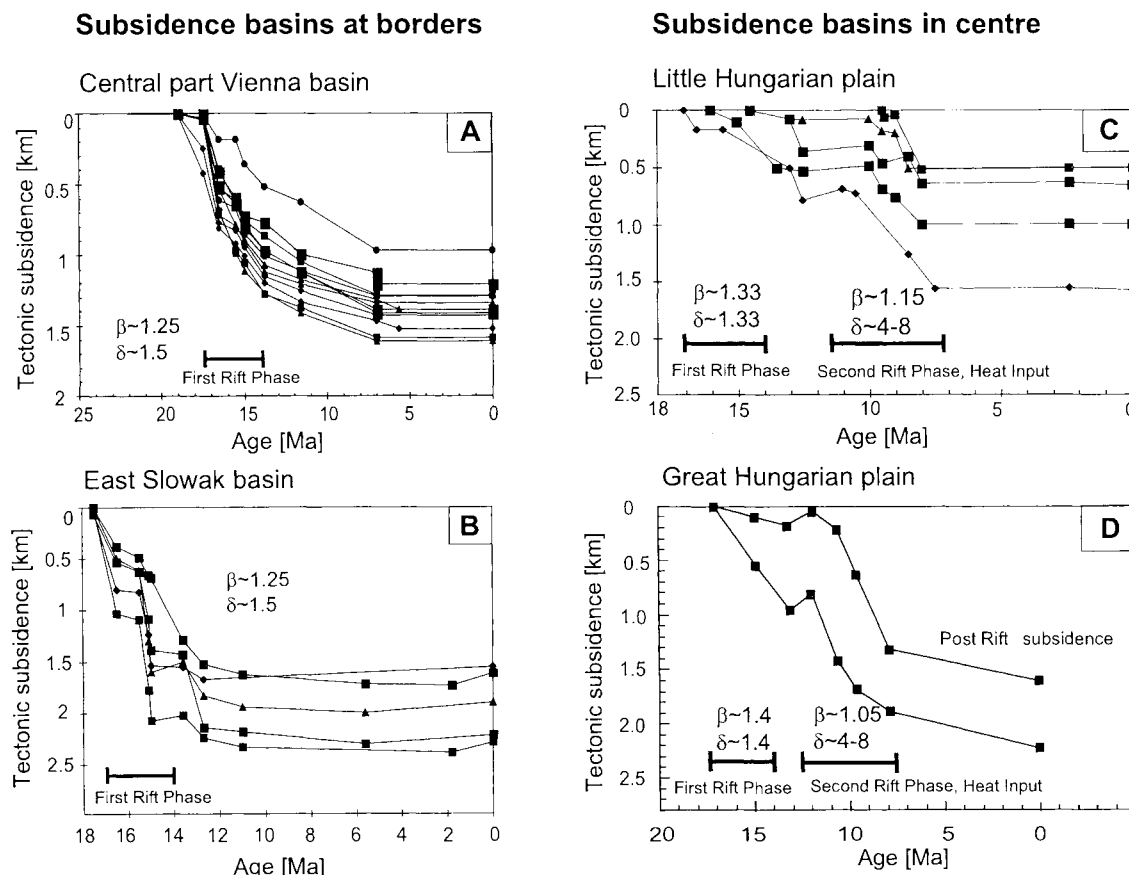 Subsidence basins at borders
Subsidence basins in centre
Central part Vienna basin
A
Tectonic subsidence [km]
0
0.5
1
1.5
2
β~1.25
δ~1.5
First Rift Phase
25
20
15
10
5
0
Age [Ma]
Little Hungarian plain
C
Tectonic subsidence [km]
0
0.5
1.0
1.5
2.0
2.5
β~1.33
δ~1.33
First Rift Phase
β~1.15
δ~4-8
Second Rift Phase, Heat Input
18
15
10
5
0
Age [Ma]
East Slowak basin
B
Tectonic subsidence [km]
0
0.5
1
1.5
2
2.5
β~1.25
δ~1.5
First Rift Phase
18
16
14
12
10
8
6
4
2
0
Age [Ma]
Great Hungarian plain
D
Tectonic subsidence [km]
0
0.5
1.0
1.5
2.0
2.5
Post Rift subsidence
β~1.4
δ~1.4
First Rift Phase
β~1.05
δ~4-8
Second Rift Phase, Heat Input
20
15
10
5
0
Age [Ma]